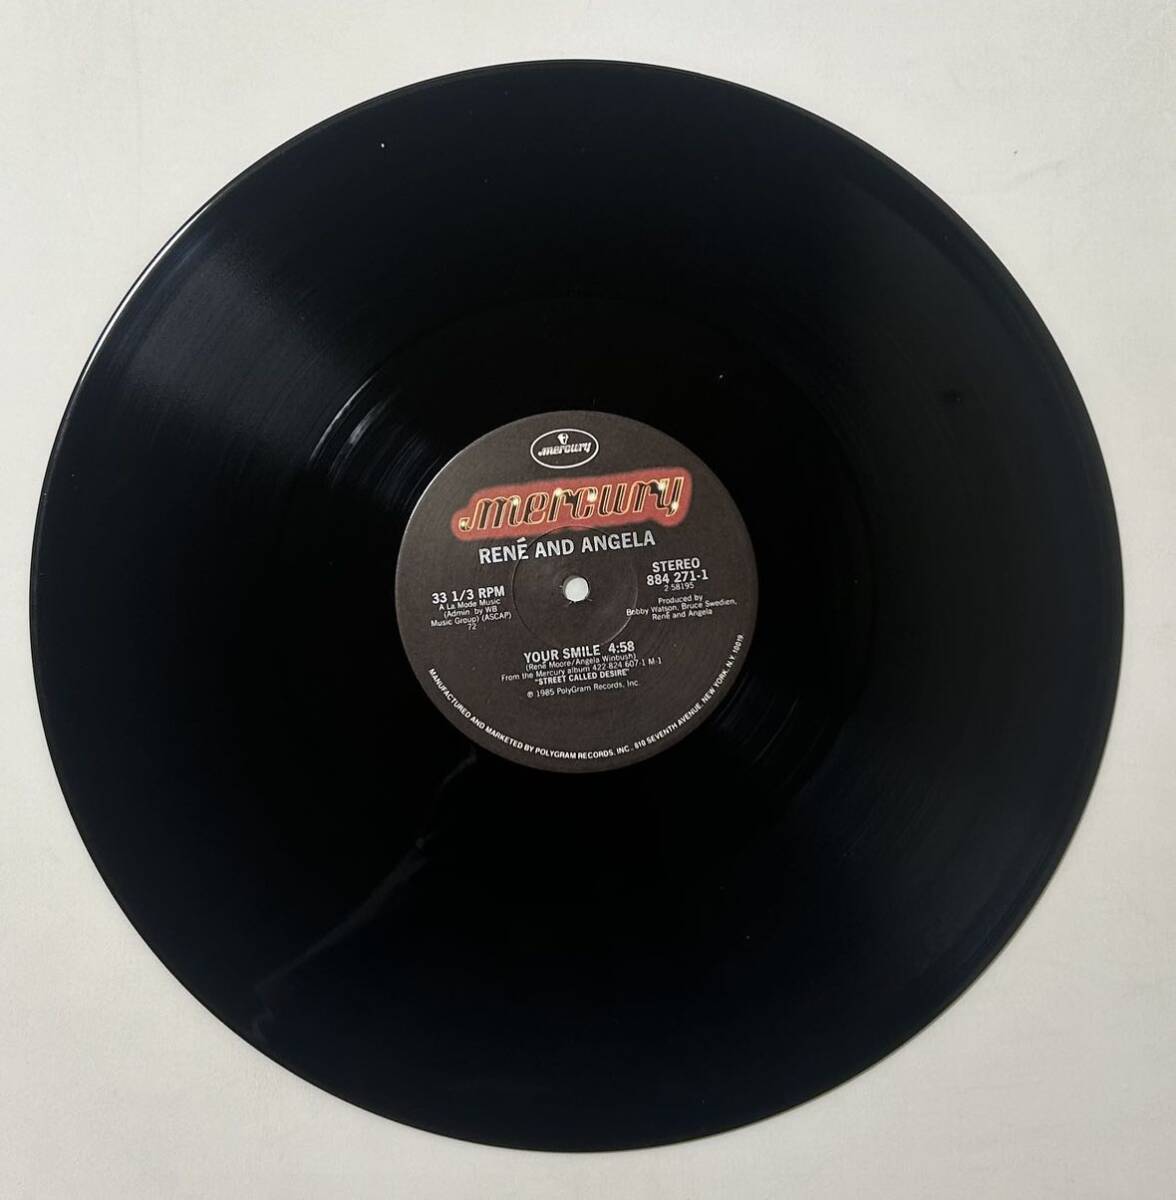 mercury
mercury
RENÉ AND ANGELA
33 1/3 RPM
A La Mode Music
(Admin. by WB
Music Group) (ASCAP)
72
STEREO
884 271-1
2 58195
Produced by
Bobby Watson, Bruce Swedien,
René and Angela
YOUR SMILE 4:58
(René Moore/Angela Winbush)
From the Mercury album 422-824 607-1 M-1
"STREET CALLED DESIRE"
℗ 1985 PolyGram Records, Inc.
MANUFACTURED AND MARKETED BY POLYGRAM RECORDS, INC., 810 SEVENTH AVENUE, NEW YORK, N.Y. 10019